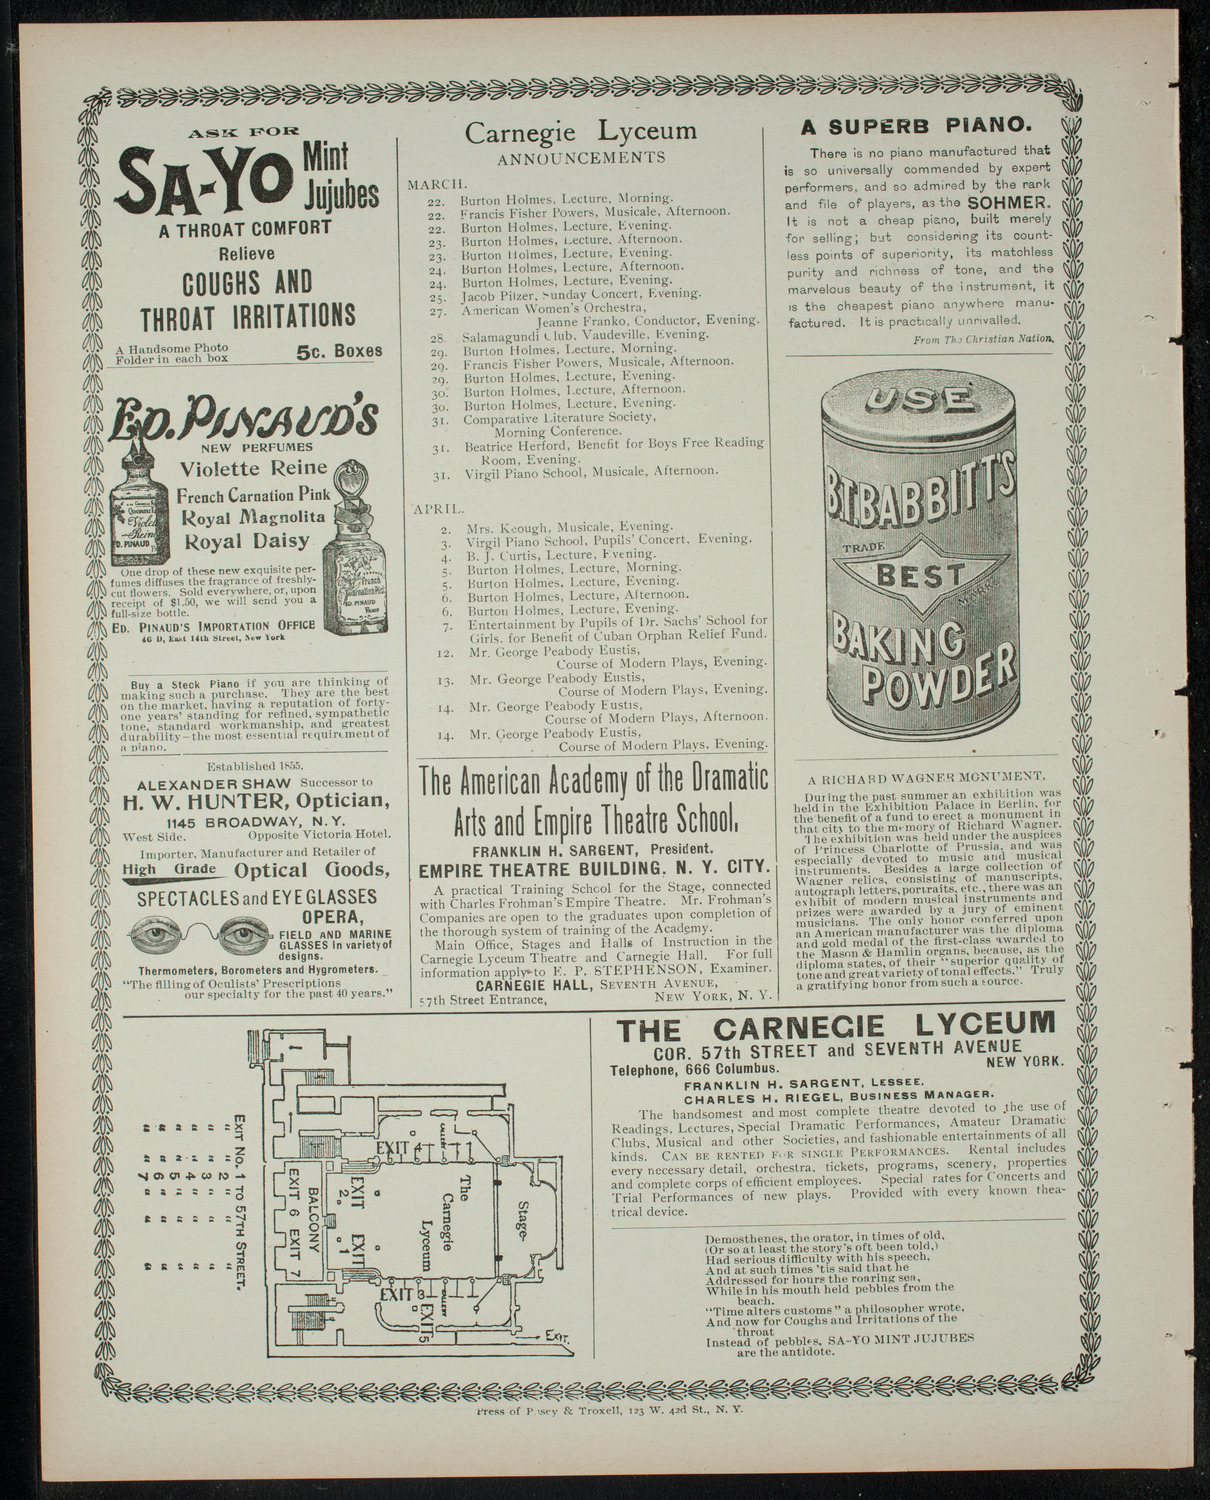 ASK FOR
SA-YO Mint
Jujubes
A THROAT COMFORT
Relieve
COUGHS AND
THROAT IRRITATIONS
A Handsome Photo
Folder in each box
5c. Boxes
ED. PINAUD'S
NEW PERFUMES
Violette Reine
French Carnation Pink
Royal Magnolita
Royal Daisy
One drop of these new exquisite per-
fumes diffuses the fragrance of freshly-
cut flowers. Sold everywhere, or, upon
receipt of $1.50, we will send you a
full-size bottle.
ED. PINAUD'S IMPORTATION OFFICE
46 D, East 14th Street, New York
Buy a Steck Piano if you are thinking of
making such a purchase. They are the best
on the market, having a reputation of forty-
one years' standing for refined, sympathetic
tone, standard workmanship, and greatest
durability—the most essential requirement of
a piano.
Established 1855.
ALEXANDER SHAW Successor to
H. W. HUNTER, Optician,
1145 BROADWAY, N. Y.
West Side. Opposite Victoria Hotel.
Importer, Manufacturer and Retailer of
High Grade Optical Goods,
SPECTACLES and EYEGLASSES
OPERA,
FIELD AND MARINE
GLASSES in variety of
designs.
Thermometers, Borometers and Hygrometers.
"The filling of Oculists' Prescriptions
our specialty for the past 40 years."
Carnegie Lyceum
ANNOUNCEMENTS
MARCH.
22. Burton Holmes, Lecture, Morning.
22. Francis Fisher Powers, Musicale, Afternoon.
22. Burton Holmes, Lecture, Evening.
23. Burton Holmes, Lecture, Afternoon.
23. Burton Holmes, Lecture, Evening.
24. Burton Holmes, Lecture, Afternoon.
24. Burton Holmes, Lecture, Evening.
25. Jacob Pilzer, Sunday Concert, Evening.
27. American Women's Orchestra,
Jeanne Franko, Conductor, Evening.
28. Salamagundi Club, Vaudeville, Evening.
29. Burton Holmes, Lecture, Morning.
29. Francis Fisher Powers, Musicale, Afternoon.
29. Burton Holmes, Lecture, Evening.
30. Burton Holmes, Lecture, Afternoon.
30. Burton Holmes, Lecture, Evening.
31. Comparative Literature Society,
Morning Conference.
31. Beatrice Herford, Benefit for Boys Free Reading
Room, Evening.
31. Virgil Piano School, Musicale, Afternoon.
APRIL.
2. Mrs. Keough, Musicale, Evening.
3. Virgil Piano School, Pupils' Concert, Evening.
4. B. J. Curtis, Lecture, Evening.
5. Burton Holmes, Lecture, Morning.
5. Burton Holmes, Lecture, Evening.
6. Burton Holmes, Lecture, Afternoon.
6. Burton Holmes, Lecture, Evening.
7. Entertainment by Pupils of Dr. Sachs' School for
Girls, for Benefit of Cuban Orphan Relief Fund.
12. Mr. George Peabody Eustis,
Course of Modern Plays, Evening.
13. Mr. George Peabody Eustis,
Course of Modern Plays, Evening.
14. Mr. George Peabody Eustis,
Course of Modern Plays, Afternoon.
14. Mr. George Peabody Eustis,
Course of Modern Plays, Evening.
The American Academy of the Dramatic
Arts and Empire Theatre School,
FRANKLIN H. SARGENT, President.
EMPIRE THEATRE BUILDING, N. Y. CITY.
A practical Training School for the Stage, connected
with Charles Frohman's Empire Theatre. Mr. Frohman's
Companies are open to the graduates upon completion of
the thorough system of training of the Academy.
Main Office, Stages and Halls of Instruction in the
Carnegie Lyceum Theatre and Carnegie Hall. For full
information apply to E. P. STEPHENSON, Examiner.
CARNEGIE HALL, SEVENTH AVENUE,
57th Street Entrance, NEW YORK, N. Y.
A SUPERB PIANO.
There is no piano manufactured that
is so universally commended by expert
performers, and so admired by the rank
and file of players, as the SOHMER.
It is not a cheap piano, built merely
for selling; but considering its count-
less points of superiority, its matchless
purity and richness of tone, and the
marvelous beauty of the instrument, it
is the cheapest piano anywhere manu-
factured. It is practically unrivalled.
From The Christian Nation.
USE
B.T. BABBITT'S
TRADE
BEST
MARK
BAKING
POWDER
A RICHARD WAGNER MONUMENT.
During the past summer an exhibition was
held in the Exhibition Palace in Berlin, for
the benefit of a fund to erect a monument in
that city to the memory of Richard Wagner.
The exhibition was held under the auspices
of Princess Charlotte of Prussia, and was
especially devoted to music and musical
instruments. Besides a large collection of
Wagner relics, consisting of manuscripts,
autograph letters, portraits, etc., there was an
exhibit of modern musical instruments and
prizes were awarded by a jury of eminent
musicians. The only honor conferred upon
an American manufacturer was the diploma
and gold medal of the first-class awarded to
the Mason & Hamlin organs, because, as the
diploma states, of their "superior quality of
tone and great variety of tonal effects." Truly
a gratifying honor from such a source.
EXIT NO. 1 TO 57TH STREET.
" " 2 " " "
" " 3 " " "
" " 4 " " "
" " 5 " " "
" " 6 " " "
" " 7 " " "
EXIT 4
GALLERY
EXIT 6 EXIT 7
BALCONY
EXIT 2
EXIT 1
The
Carnegie
Lyceum
Stage
EXIT 3
GALLERY
EXIT 5
EXIT.
THE CARNEGIE LYCEUM
COR. 57th STREET and SEVENTH AVENUE
Telephone, 666 Columbus. NEW YORK.
FRANKLIN H. SARGENT, LESSEE.
CHARLES H. RIEGEL, BUSINESS MANAGER.
The handsomest and most complete theatre devoted to the use of
Readings, Lectures, Special Dramatic Performances, Amateur Dramatic
Clubs, Musical and other Societies, and fashionable entertainments of all
kinds. CAN BE RENTED FOR SINGLE PERFORMANCES. Rental includes
every necessary detail, orchestra, tickets, programs, scenery, properties
and complete corps of efficient employees. Special rates for Concerts and
Trial Performances of new plays. Provided with every known thea-
trical device.
Demosthenes, the orator, in times of old,
(Or so at least the story's oft been told,)
Had serious difficulty with his speech,
And at such times 'tis said that he
Addressed for hours the roaring sea,
While in his mouth held pebbles from the
beach.
"Time alters customs" a philosopher wrote,
And now for Coughs and Irritations of the
throat
Instead of pebbles, SA-YO MINT JUJUBES
are the antidote.
Press of Pusey & Troxell, 123 W. 42d St., N. Y.